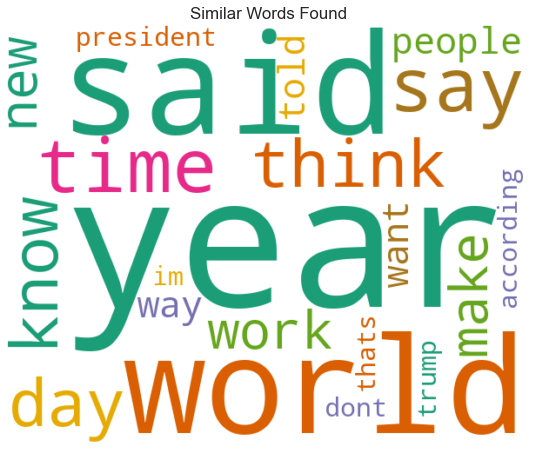 Similar Words Found
president
people
new
said
told
say
time
think
know
year
want
according
im
way
make
work
thats
trump
day
world
dont